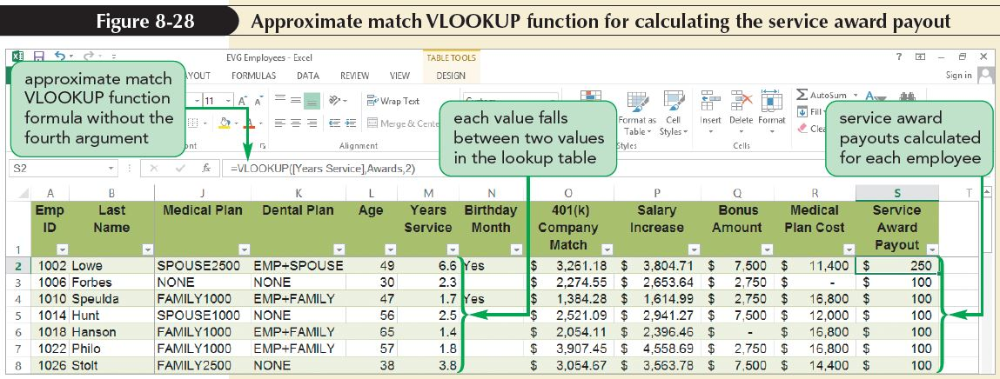 Figure 8-28 Approximate match VLOOKUP function for calculating the service award payout
EVG Employees - Excel TABLE TOOLS ? Sign in
YOUT FORMULAS DATA REVIEW VIEW DESIGN
approximate match
VLOOKUP function
formula without the
fourth argument
11 A A Wrap Text
Merge & Cente
ont Alignment
each value falls
between two values
in the lookup table
Format as Cell Insert Delete Format AutoSum
Table Styles Fill
Styles Cells Clea
service award
payouts calculated
for each employee
S2 fx =VLOOKUP([Years Service],Awards,2)
A B J K L M N O P Q R S T
1 Emp ID Last Name Medical Plan Dental Plan Age Years Service Birthday Month 401(k) Company Match Salary Increase Bonus Amount Medical Plan Cost Service Award Payout
2 1002 Lowe SPOUSE2500 EMP+SPOUSE 49 6.6 Yes $ 3,261.18 $ 3,804.71 $ 7,500 $ 11,400 $ 250
3 1006 Forbes NONE NONE 30 2.3 $ 2,274.55 $ 2,653.64 $ 2,750 $ - $ 100
4 1010 Speulda FAMILY1000 EMP+FAMILY 47 1.7 Yes $ 1,384.28 $ 1,614.99 $ 2,750 $ 16,800 $ 100
5 1014 Hunt SPOUSE1000 NONE 56 2.5 $ 2,521.09 $ 2,941.27 $ 7,500 $ 12,000 $ 100
6 1018 Hanson FAMILY1000 EMP+FAMILY 65 1.4 $ 2,054.11 $ 2,396.46 $ - $ 16,800 $ 100
7 1022 Philo FAMILY1000 EMP+FAMILY 57 1.8 $ 3,907.45 $ 4,558.69 $ 2,750 $ 16,800 $ 100
8 1026 Stolt FAMILY2500 NONE 38 3.8 $ 3,054.67 $ 3,563.78 $ 7,500 $ 14,400 $ 100